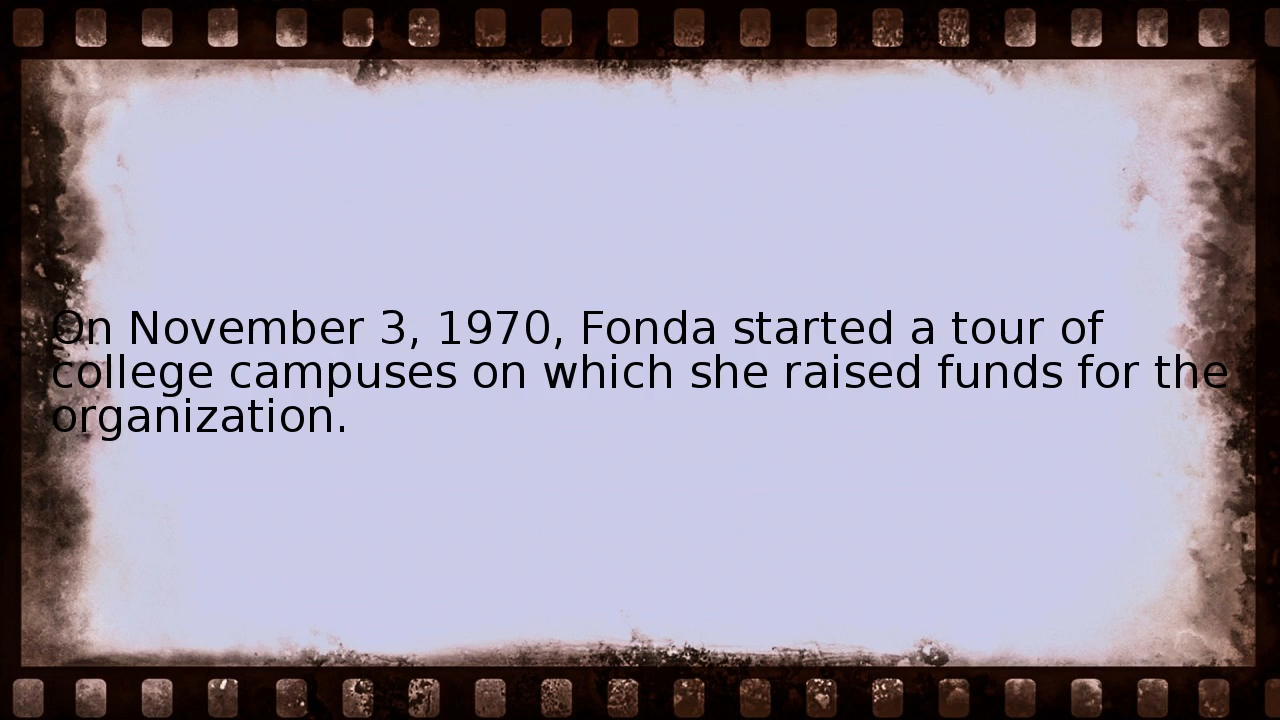 On November 3, 1970, Fonda started a tour of
college campuses on which she raised funds for the
organization.